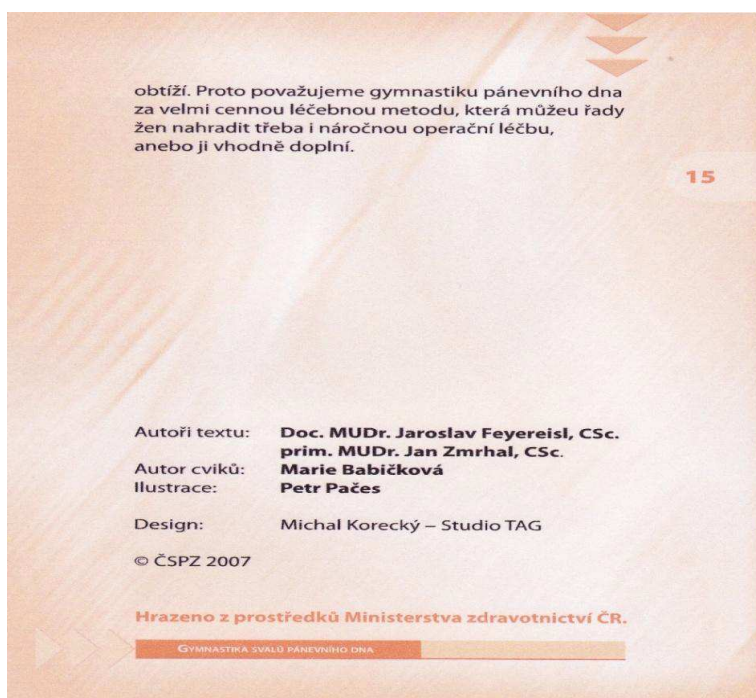 obtíží. Proto považujeme gymnastiku pánevního dna
za velmi cennou léčebnou metodu, která můžeu řady
žen nahradit třeba i náročnou operační léčbu,
anebo ji vhodně doplní.
15
Autoři textu: Doc. MUDr. Jaroslav Feyereisl, CSc.
prim. MUDr. Jan Zmrhal, CSc.
Autor cviků: Marie Babičková
Ilustrace: Petr Pačes
Design: Michal Korecký – Studio TAG
© ČSPZ 2007
Hrazeno z prostředků Ministerstva zdravotnictví ČR.
GYMNASTIKA SVALŮ PÁNEVNÍHO DNA